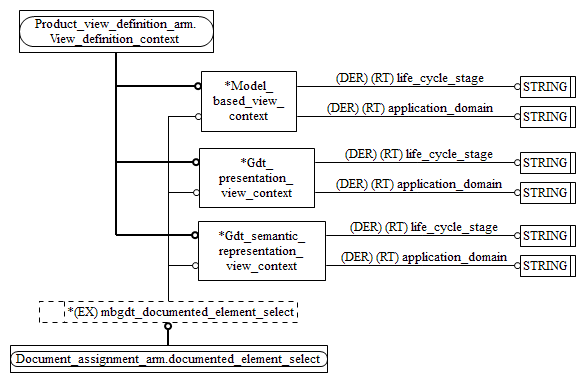 Product_view_definition_arm.
View_definition_context
*Model_
based_view_
context
(DER) (RT) life_cycle_stage
STRING
(DER) (RT) application_domain
STRING
*Gdt_
presentation_
view_context
(DER) (RT) life_cycle_stage
STRING
(DER) (RT) application_domain
STRING
*Gdt_semantic_
representation_
view_context
(DER) (RT) life_cycle_stage
STRING
(DER) (RT) application_domain
STRING
*(EX) mbgdt_documented_element_select
Document_assignment_arm.documented_element_select